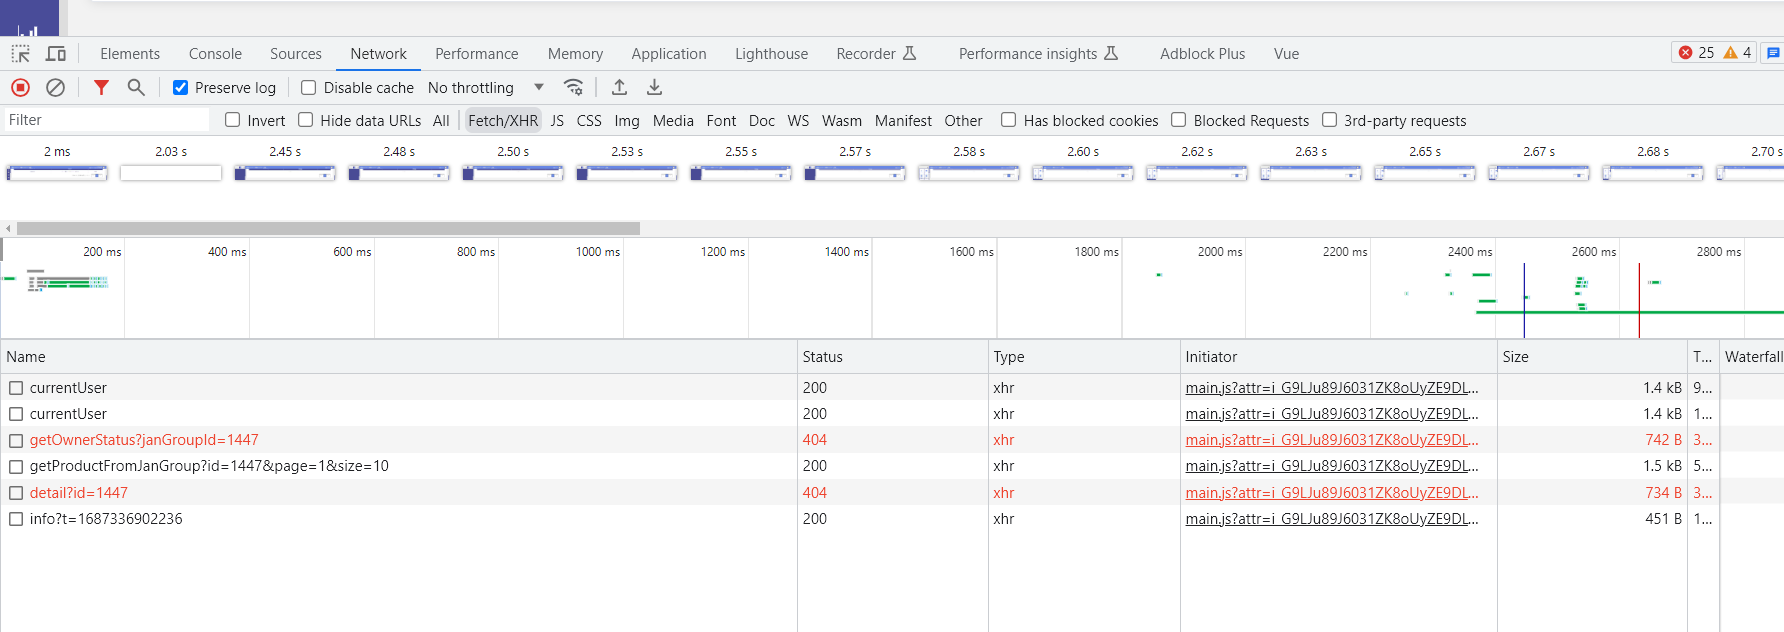 Elements Console Sources Network Performance Memory Application Lighthouse Recorder Performance insights Adblock Plus Vue 25 4
Preserve log Disable cache No throttling
Filter Invert Hide data URLs All Fetch/XHR JS CSS Img Media Font Doc WS Wasm Manifest Other Has blocked cookies Blocked Requests 3rd-party requests
2 ms 2.03 s 2.45 s 2.48 s 2.50 s 2.53 s 2.55 s 2.57 s 2.58 s 2.60 s 2.62 s 2.63 s 2.65 s 2.67 s 2.68 s 2.70 s
200 ms 400 ms 600 ms 800 ms 1000 ms 1200 ms 1400 ms 1600 ms 1800 ms 2000 ms 2200 ms 2400 ms 2600 ms 2800 ms
Name Status Type Initiator Size T... Waterfall
currentUser 200 xhr main.js?attr=i_G9LJu89J6031ZK8oUyZE9DL... 1.4 kB 9...
currentUser 200 xhr main.js?attr=i_G9LJu89J6031ZK8oUyZE9DL... 1.4 kB 1...
getOwnerStatus?janGroupId=1447 404 xhr main.js?attr=i_G9LJu89J6031ZK8oUyZE9DL... 742 B 3...
getProductFromJanGroup?id=1447&page=1&size=10 200 xhr main.js?attr=i_G9LJu89J6031ZK8oUyZE9DL... 1.5 kB 5...
detail?id=1447 404 xhr main.js?attr=i_G9LJu89J6031ZK8oUyZE9DL... 734 B 3...
info?t=1687336902236 200 xhr main.js?attr=i_G9LJu89J6031ZK8oUyZE9DL... 451 B 1...